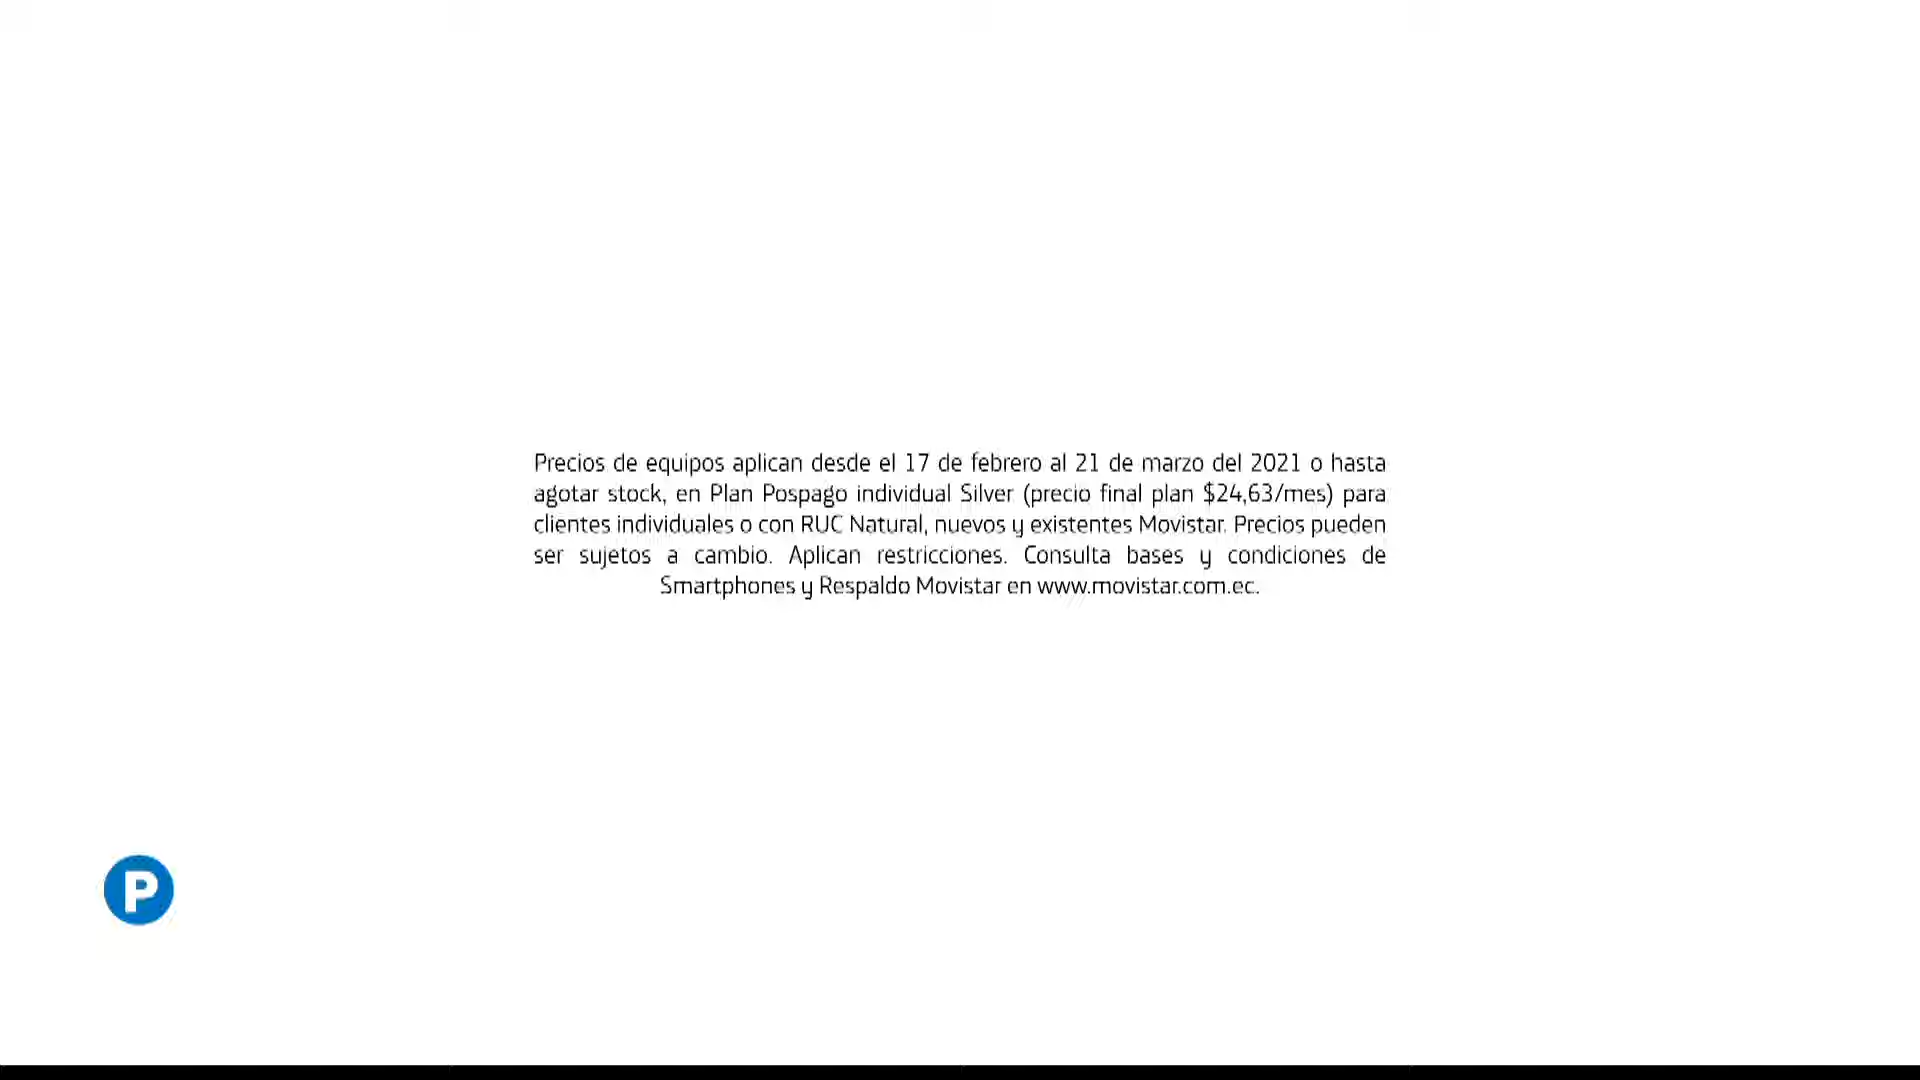 Precios de equipos aplican desde el 17 de febrero al 21 de marzo del 2021 o hasta
agotar stock, en Plan Pospago individual Silver (precio final plan $24,63/mes) para
clientes individuales o con RUC Natural, nuevos y existentes Movistar. Precios pueden
ser sujetos a cambio. Aplican restricciones. Consulta bases y condiciones de
Smartphones y Respaldo Movistar en www.movistar.com.ec.
P